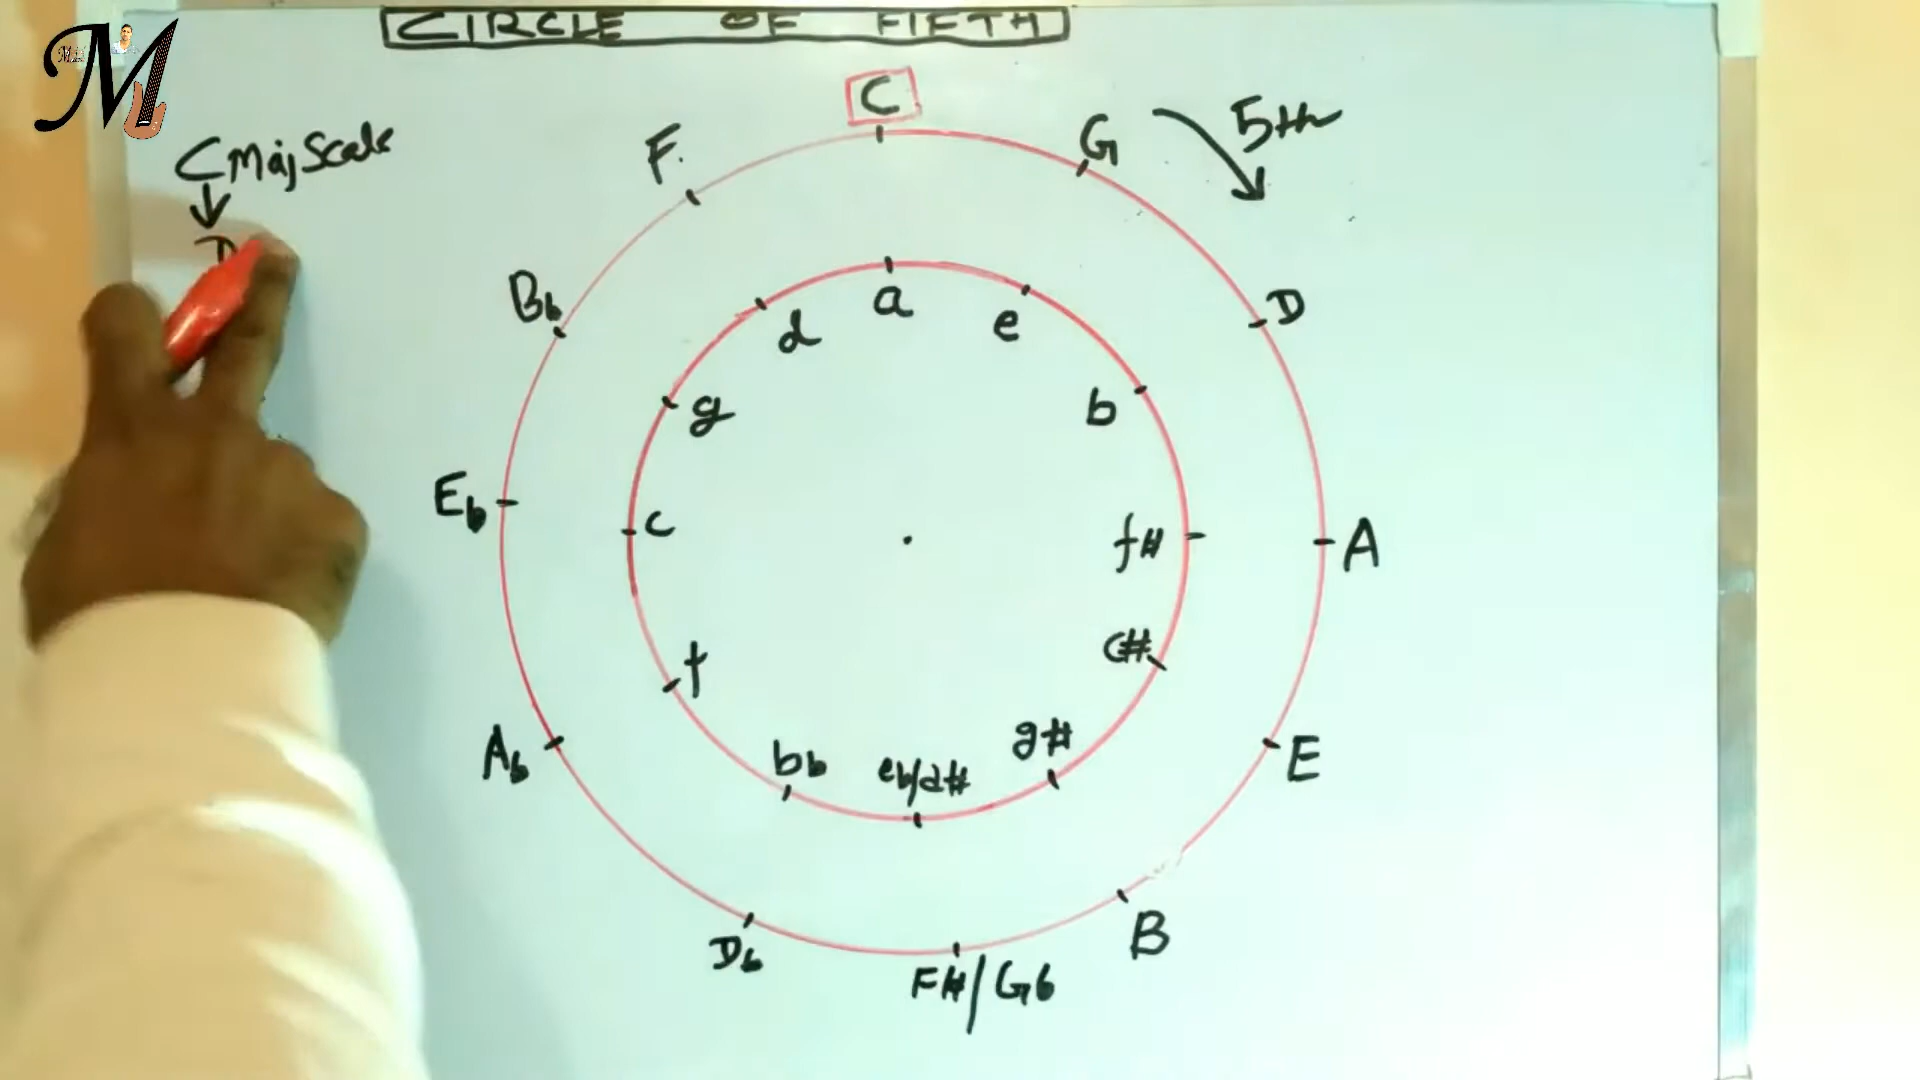 CIRCLE OF FIFTH
C
G
5th
F.
C Maj Scale
D
Bb
D
a
d
e
g
b
Eb
c
f#
A
c#
f
g#
Ab
bb
eb/d#
E
B
Db
F#/Gb
M